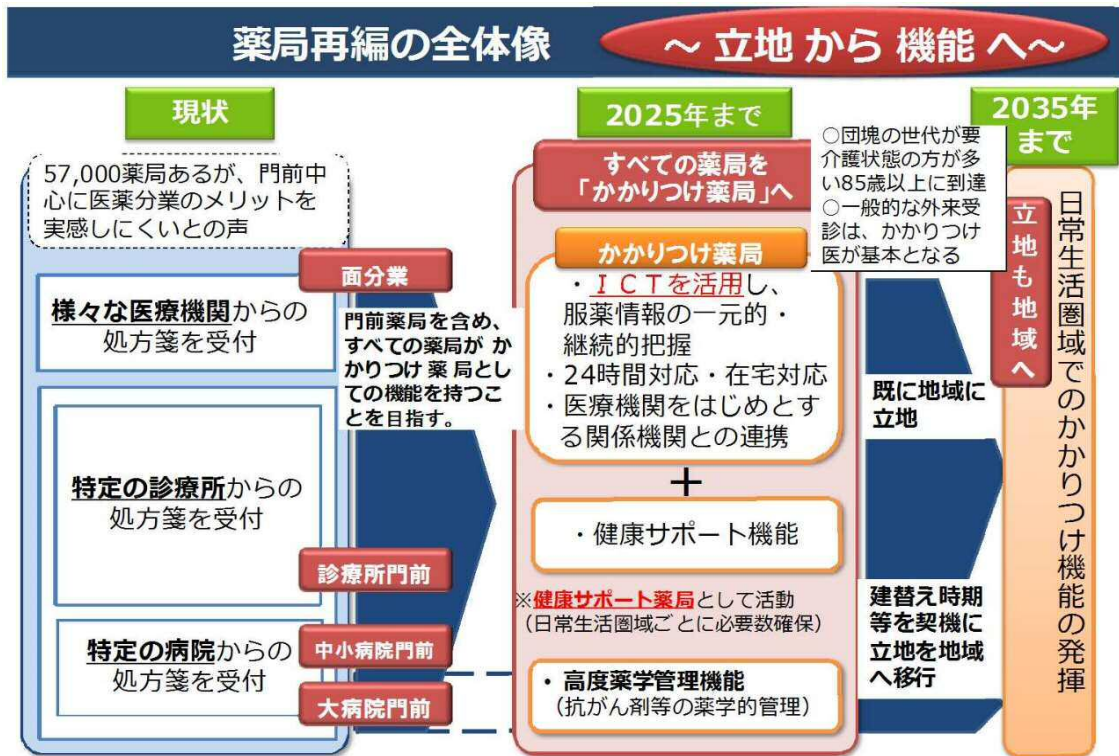 薬局再編の全体像
～ 立地 から 機能 へ～
現状
57,000薬局あるが、門前中
心に医薬分業のメリットを
実感しにくいとの声
面分業
様々な医療機関からの
処方箋を受付
特定の診療所からの
処方箋を受付
診療所門前
特定の病院からの
処方箋を受付
中小病院門前
大病院門前
門前薬局を含め、
すべての薬局が か
かりつけ 薬 局とし
ての機能を持つこ
とを目指す。
2025年まで
すべての薬局を
「かかりつけ薬局」へ
かかりつけ薬局
・ＩＣＴを活用し、
服薬情報の一元的・
継続的把握
・24時間対応・在宅対応
・医療機関をはじめとす
る関係機関との連携
＋
・健康サポート機能
※健康サポート薬局として活動
（日常生活圏域ごとに必要数確保）
・高度薬学管理機能
（抗がん剤等の薬学的管理）
○団塊の世代が要
介護状態の方が多
い85歳以上に到達
○一般的な外来受
診は、かかりつけ
医が基本となる
既に地域に
立地
建替え時期
等を契機に
立地を地域
へ移行
2035年
まで
立地も地域へ
日常生活圏域でのかかりつけ機能の発揮